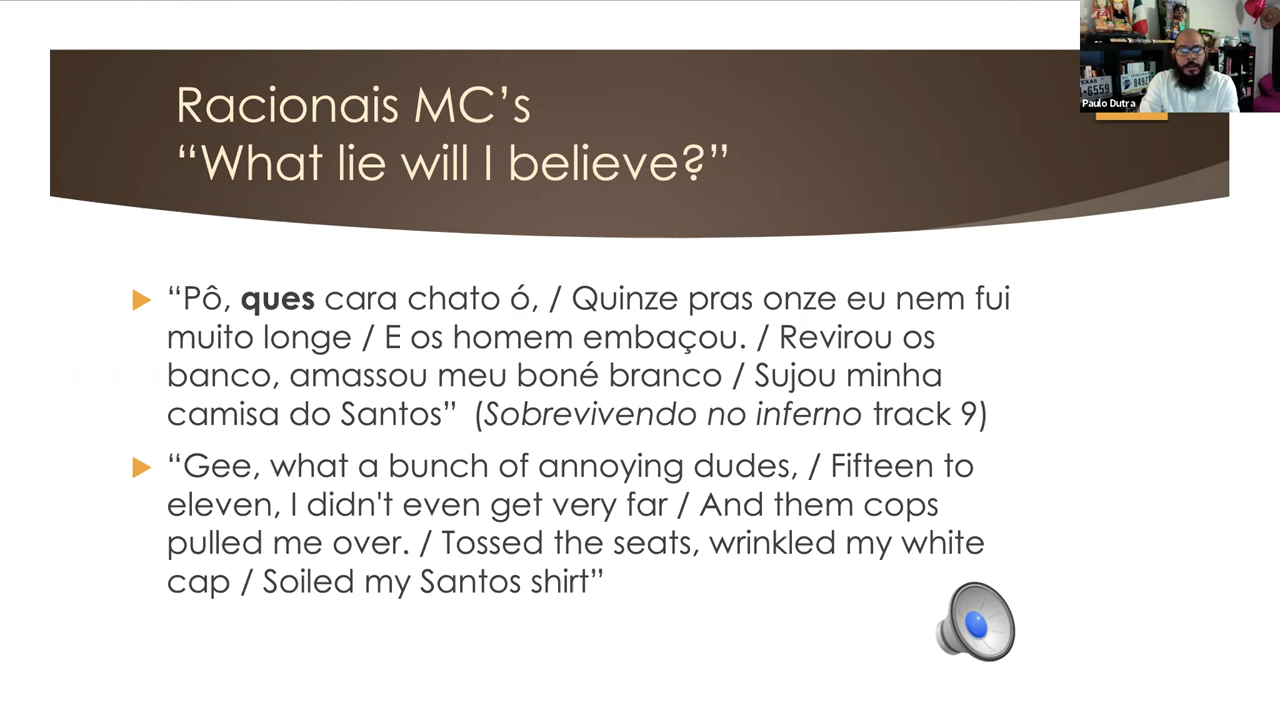 Racionais MC’s
“What lie will I believe?”
Paulo Dutra
“Pô, ques cara chato ó, / Quinze pras onze eu nem fui
muito longe / E os homem embaçou. / Revirou os
banco, amassou meu boné branco / Sujou minha
camisa do Santos” (Sobrevivendo no inferno track 9)
“Gee, what a bunch of annoying dudes, / Fifteen to
eleven, I didn't even get very far / And them cops
pulled me over. / Tossed the seats, wrinkled my white
cap / Soiled my Santos shirt”